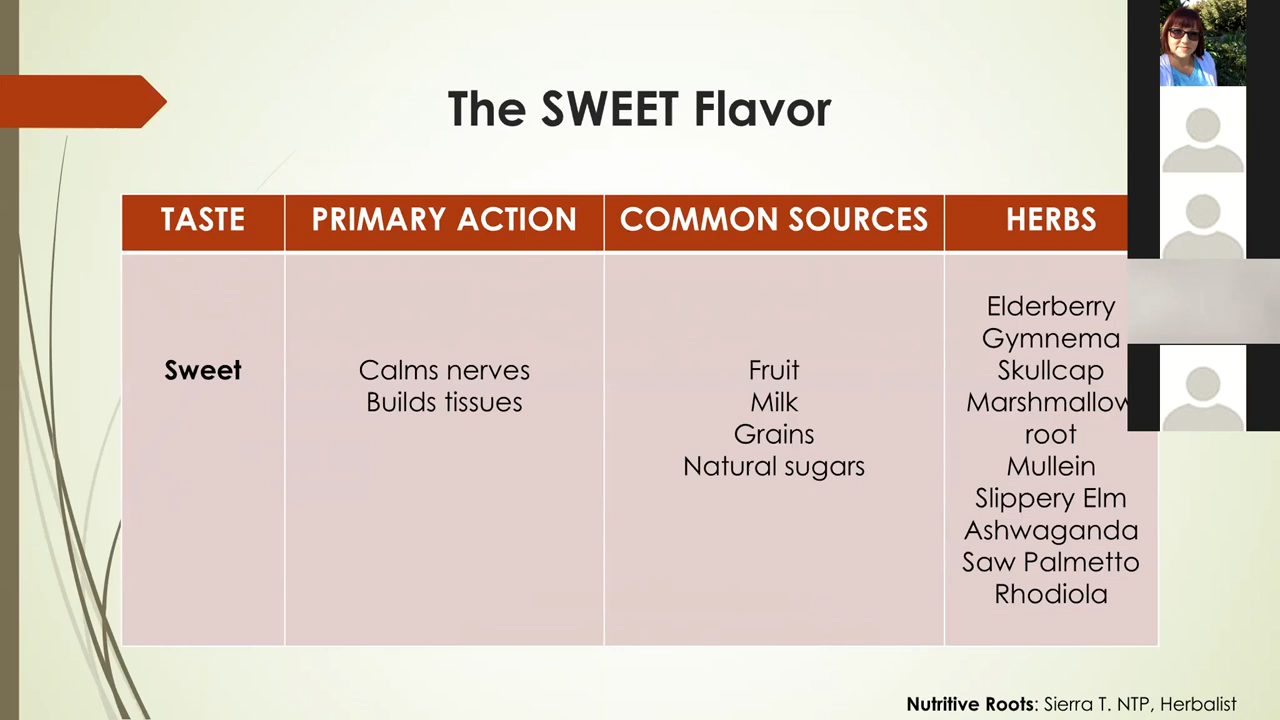 The SWEET Flavor
TASTE PRIMARY ACTION COMMON SOURCES HERBS
Sweet
Calms nerves
Builds tissues
Fruit
Milk
Grains
Natural sugars
Elderberry
Gymnema
Skullcap
Marshmallow
root
Mullein
Slippery Elm
Ashwaganda
Saw Palmetto
Rhodiola
Nutritive Roots: Sierra T. NTP, Herbalist